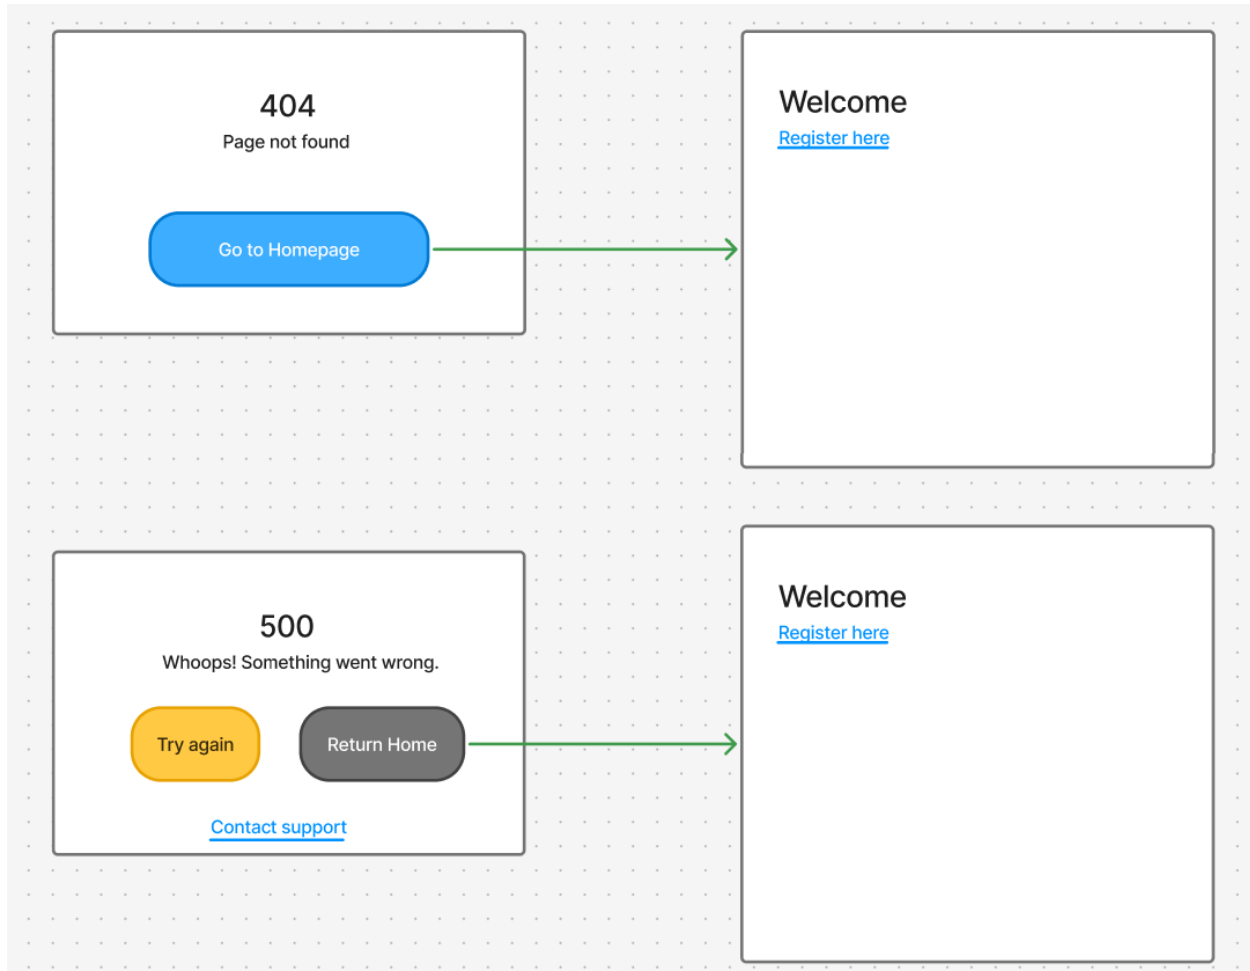 404
Page not found
Go to Homepage
Welcome
Register here
500
Whoops! Something went wrong.
Try again
Return Home
Contact support
Welcome
Register here